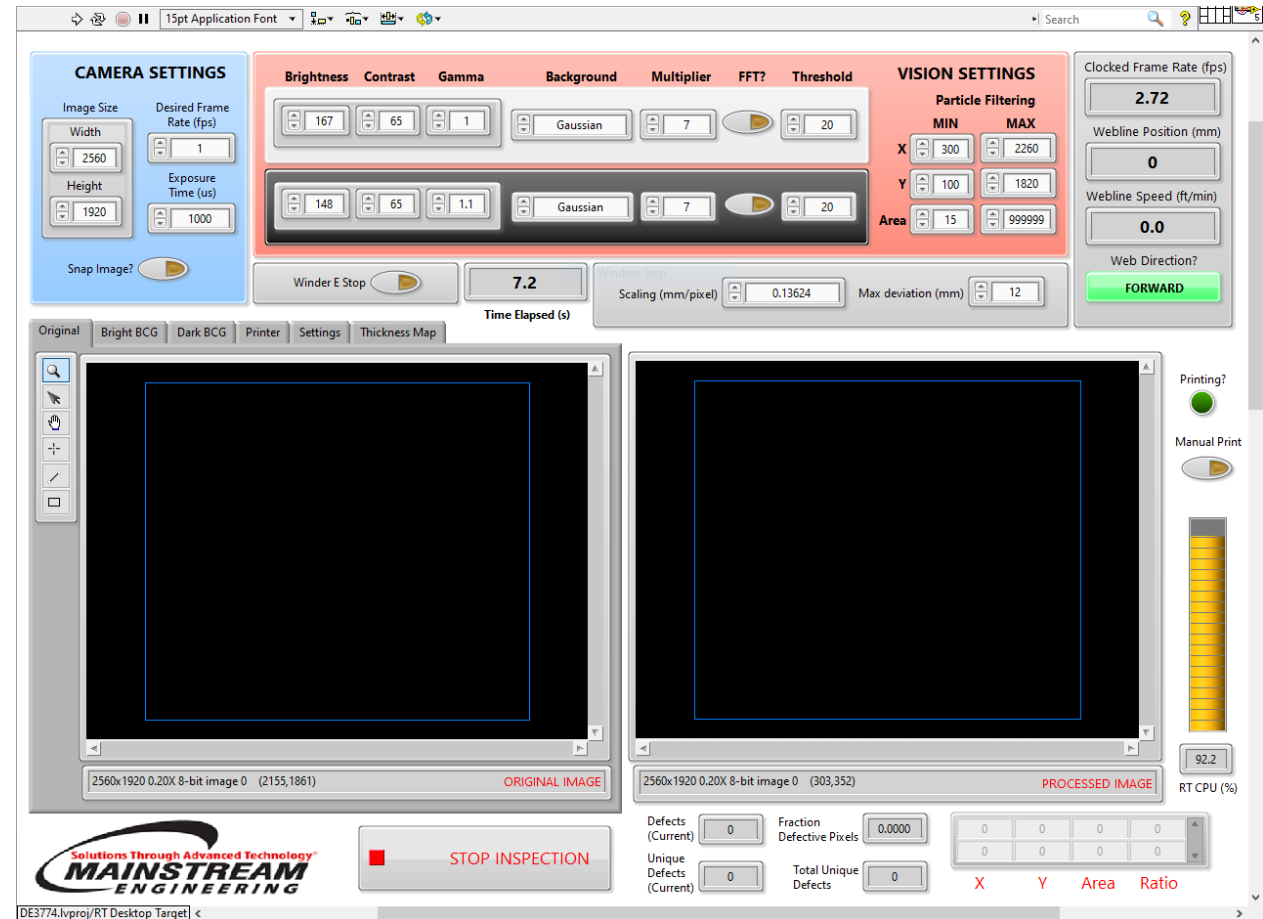 15pt Application Font
Search
5
CAMERA SETTINGS
Image Size
Desired Frame
Rate (fps)
Width
2560
1
Height
1920
Exposure
Time (us)
1000
Snap Image?
Brightness Contrast Gamma Background Multiplier FFT? Threshold
167 65 1 Gaussian 7 20
148 65 1.1 Gaussian 7 20
VISION SETTINGS
Particle Filtering
MIN MAX
X 300 2260
Y 100 1820
Area 15 999999
Clocked Frame Rate (fps)
2.72
Webline Position (mm)
0
Webline Speed (ft/min)
0.0
Web Direction?
FORWARD
Winder E Stop
7.2
Time Elapsed (s)
Window Snip
Scaling (mm/pixel) 0.13624 Max deviation (mm) 12
Original Bright BCG Dark BCG Printer Settings Thickness Map
Printing?
Manual Print
2560x1920 0.20X 8-bit image 0 (2155,1861) ORIGINAL IMAGE
2560x1920 0.20X 8-bit image 0 (303,352) PROCESSED IMAGE
92.2
RT CPU (%)
Solutions Through Advanced Technology®
MAINSTREAM
ENGINEERING
STOP INSPECTION
Defects
(Current) 0
Fraction
Defective Pixels 0.0000
Unique
Defects
(Current) 0
Total Unique
Defects 0
0 0 0 0
0 0 0 0
X Y Area Ratio
DE3774.lvproj/RT Desktop Target